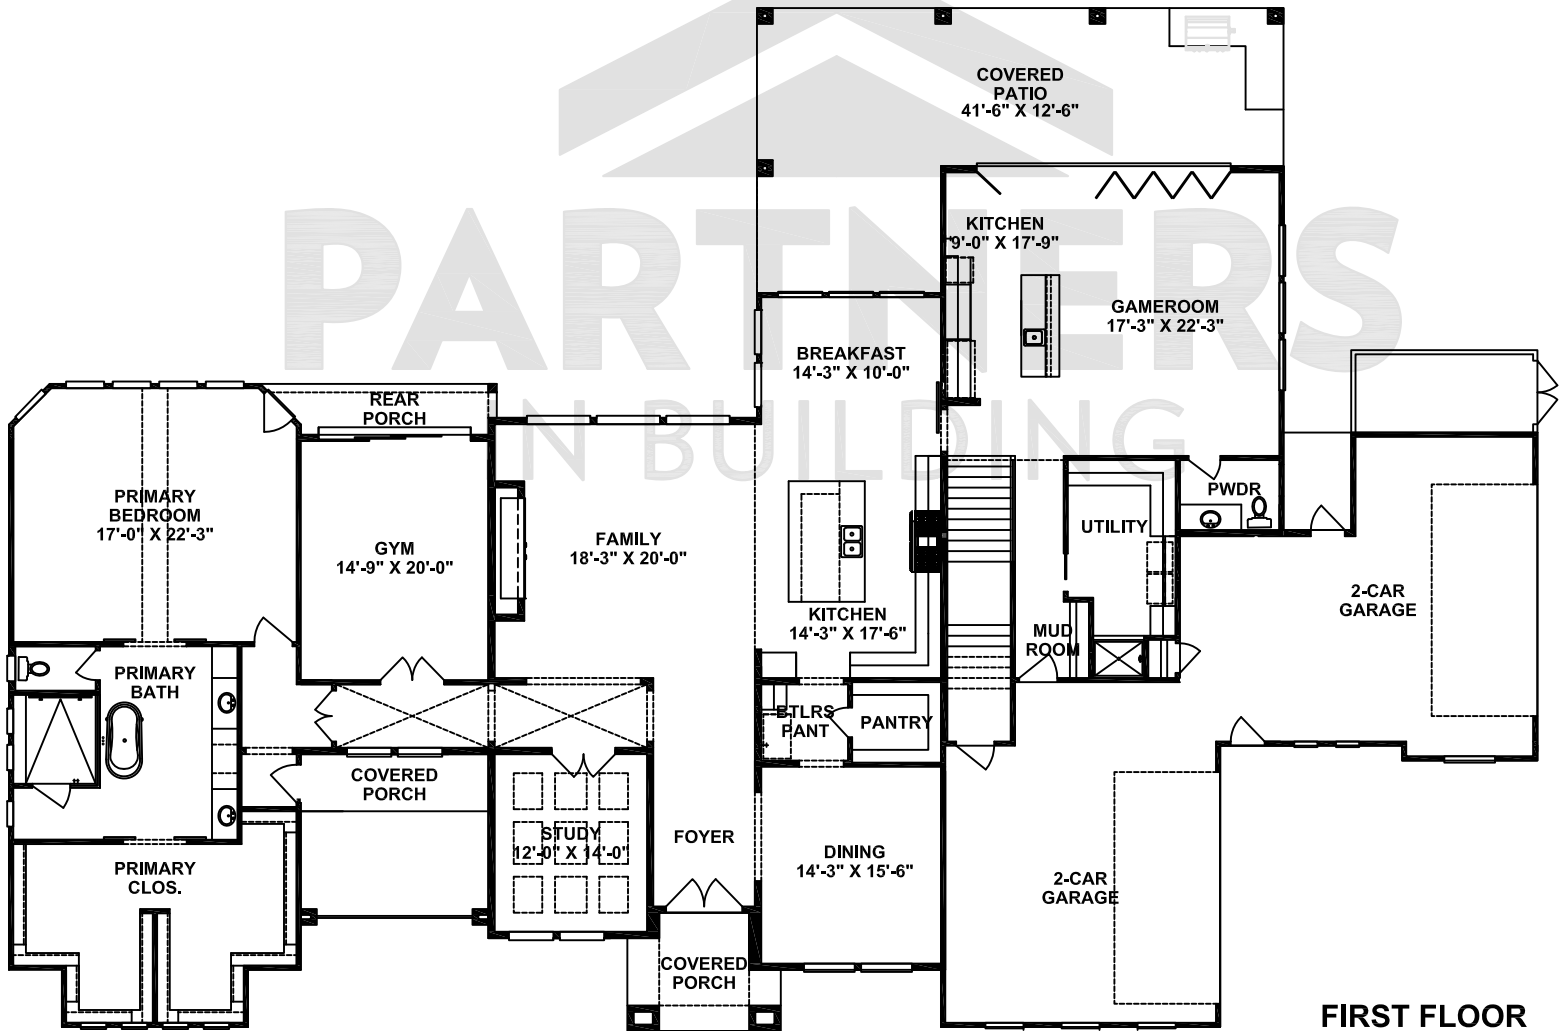 COVERED
PATIO
41'-6" X 12'-6"
PARTNERS
IN BUILDING
KITCHEN
9'-0" X 17'-9"
GAMEROOM
17'-3" X 22'-3"
BREAKFAST
14'-3" X 10'-0"
REAR
PORCH
PRIMARY
BEDROOM
17'-0" X 22'-3"
GYM
14'-9" X 20'-0"
FAMILY
18'-3" X 20'-0"
KITCHEN
14'-3" X 17'-6"
UTILITY
PWDR
2-CAR
GARAGE
MUD
ROOM
PRIMARY
BATH
BTLRS
PANT
PANTRY
COVERED
PORCH
STUDY
12'-0" X 14'-0"
FOYER
DINING
14'-3" X 15'-6"
PRIMARY
CLOS.
2-CAR
GARAGE
COVERED
PORCH
FIRST FLOOR